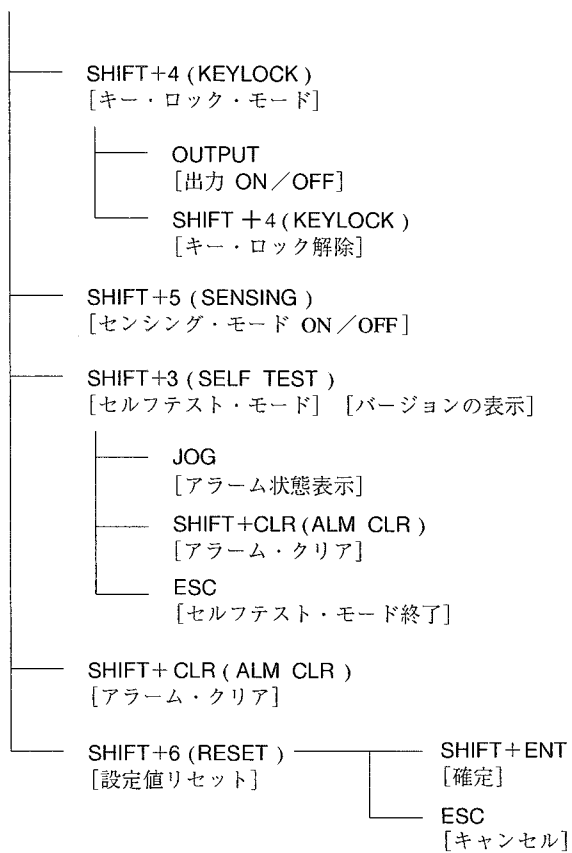 SHIFT+4 (KEYLOCK)
[キー・ロック・モード]
OUTPUT
[出力 ON／OFF]
SHIFT +4 (KEYLOCK)
[キー・ロック解除]
SHIFT+5 (SENSING)
[センシング・モード ON／OFF]
SHIFT+3 (SELF TEST)
[セルフテスト・モード] [バージョンの表示]
JOG
[アラーム状態表示]
SHIFT+CLR (ALM CLR)
[アラーム・クリア]
ESC
[セルフテスト・モード終了]
SHIFT+ CLR (ALM CLR)
[アラーム・クリア]
SHIFT+6 (RESET) SHIFT+ENT
[設定値リセット] [確定]
ESC
[キャンセル]